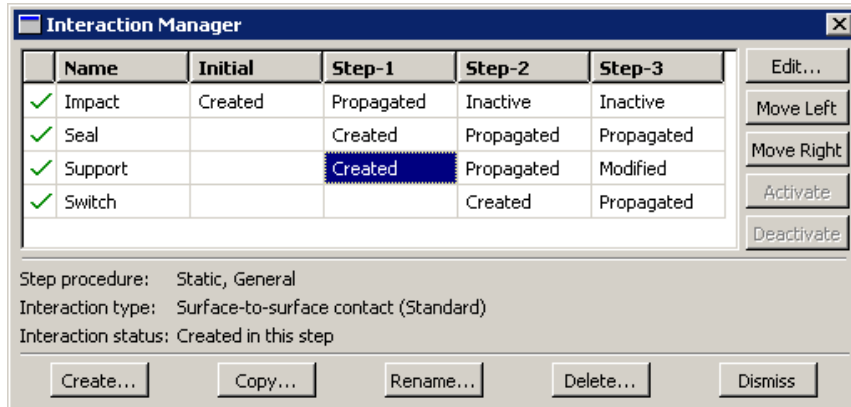 Interaction Manager
Name Initial Step-1 Step-2 Step-3 Edit...
Impact Created Propagated Inactive Inactive Move Left
Seal Created Propagated Propagated Move Right
Support Created Propagated Modified Activate
Switch Created Propagated Deactivate
Step procedure: Static, General
Interaction type: Surface-to-surface contact (Standard)
Interaction status: Created in this step
Create... Copy... Rename... Delete... Dismiss